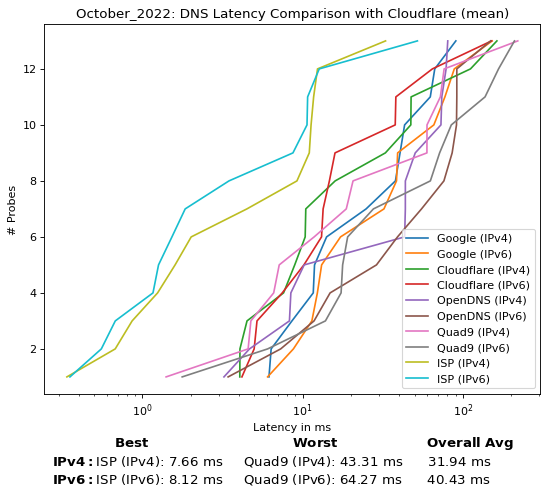 October_2022: DNS Latency Comparison with Cloudflare (mean)
# Probes
12
10
8
6
4
2
Google (IPv4)
Google (IPv6)
Cloudflare (IPv4)
Cloudflare (IPv6)
OpenDNS (IPv4)
OpenDNS (IPv6)
Quad9 (IPv4)
Quad9 (IPv6)
ISP (IPv4)
ISP (IPv6)
10⁰ 10¹ 10²
Latency in ms
Best Worst Overall Avg
IPv4: ISP (IPv4): 7.66 ms Quad9 (IPv4): 43.31 ms 31.94 ms
IPv6: ISP (IPv6): 8.12 ms Quad9 (IPv6): 64.27 ms 40.43 ms